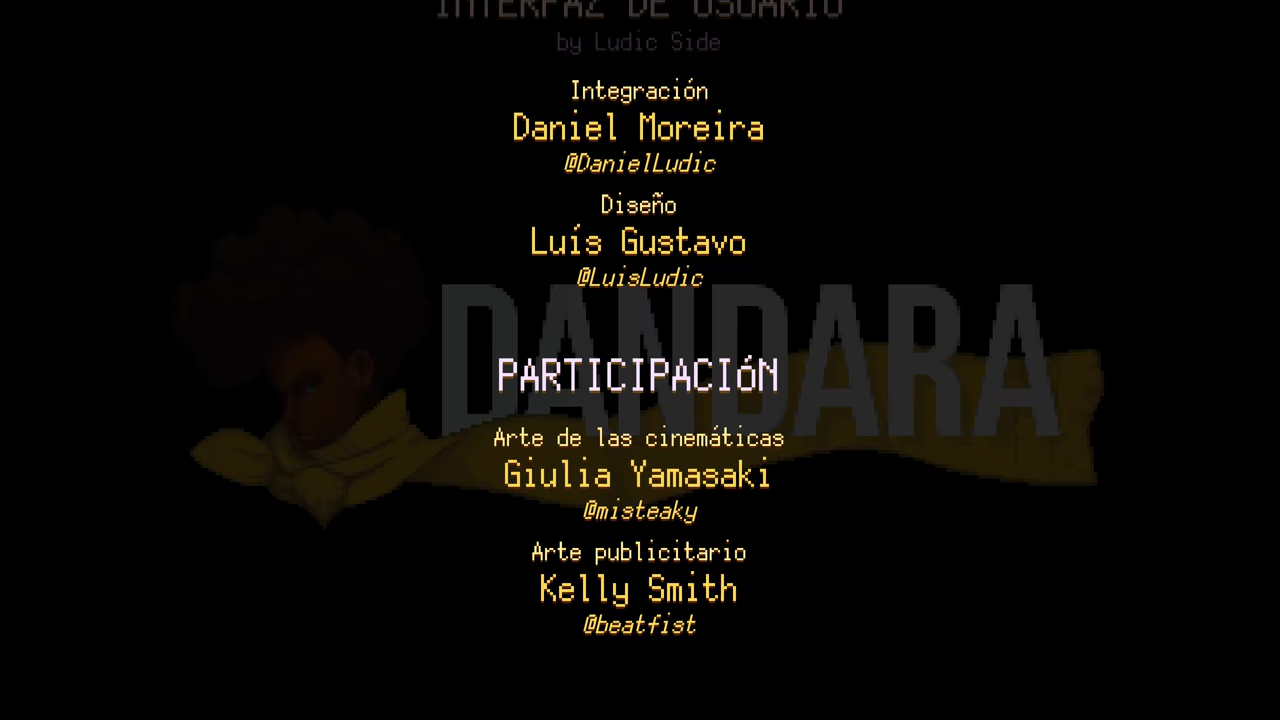 INTERFAZ DE USUARIO
by Ludic Side
Integración
Daniel Moreira
@DanielLudic
Diseño
Luís Gustavo
@LuisLudic
DANDARA
PARTICIPACIóN
Arte de las cinemáticas
Giulia Yamasaki
@misteaky
Arte publicitario
Kelly Smith
@beatfist